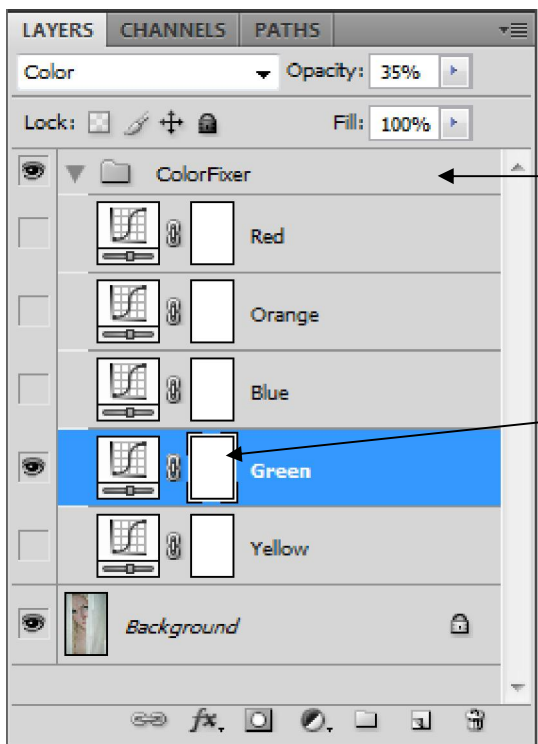 LAYERS CHANNELS PATHS
Color Opacity: 35%
Lock: Fill: 100%
ColorFixer
Red
Orange
Blue
Green
Yellow
Background
fx.